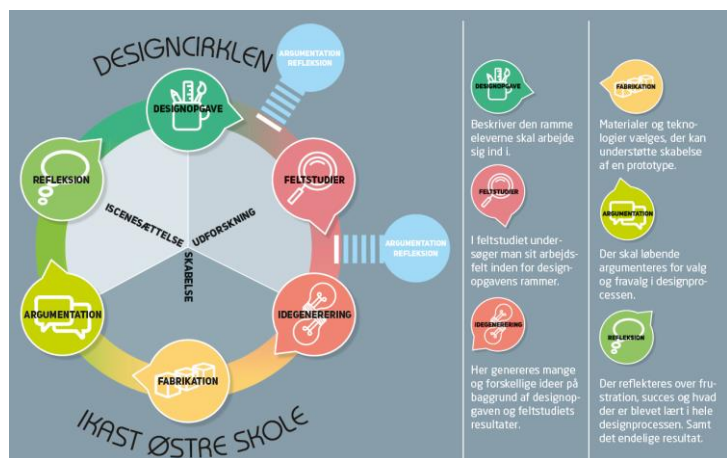 DESIGNCIRKLEN
ARGUMENTATION
REFLEKSION
DESIGNOPGAVE
REFLEKSION
FELTSTUDIER
ISCENESÆTTELSE
UDFORSKNING
SKABELSE
ARGUMENTATION
REFLEKSION
ARGUMENTATION
IDEGENERERING
FABRIKATION
IKAST ØSTRE SKOLE
DESIGNOPGAVE
Beskriver den ramme
eleverne skal arbejde
sig ind i.
FELTSTUDIER
I feltstudiet under-
søger man sit arbejds-
felt inden for design-
opgavens rammer.
IDEGENERERING
Her genereres mange
og forskellige ideer på
baggrund af designop-
gaven og feltstudiets
resultater.
FABRIKATION
Materialer og tekno-
logier vælges, der kan
understøtte skabelse
af en prototype.
ARGUMENTATION
Der skal løbende
argumenteres for valg
og fravalg i designpro-
cessen.
REFLEKSION
Der reflekteres over fru-
stration, succes og hvad
der er blevet lært i hele
designprocessen. Samt
det endelige resultat.